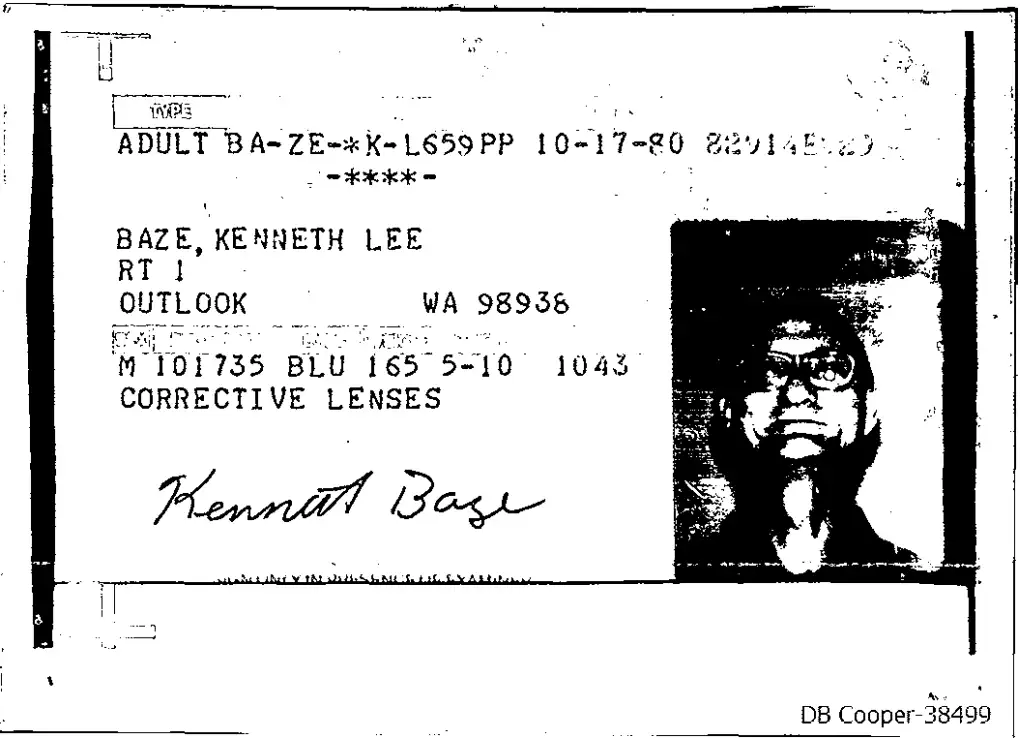 TYPE
ADULT BA-ZE-*K-L659PP 10-17-80
-****-
BAZE, KENNETH LEE
RT 1
OUTLOOK WA 98938
M 101735 BLU 165 5-10 1043
CORRECTIVE LENSES
Kenneth Baze
DB Cooper-38499